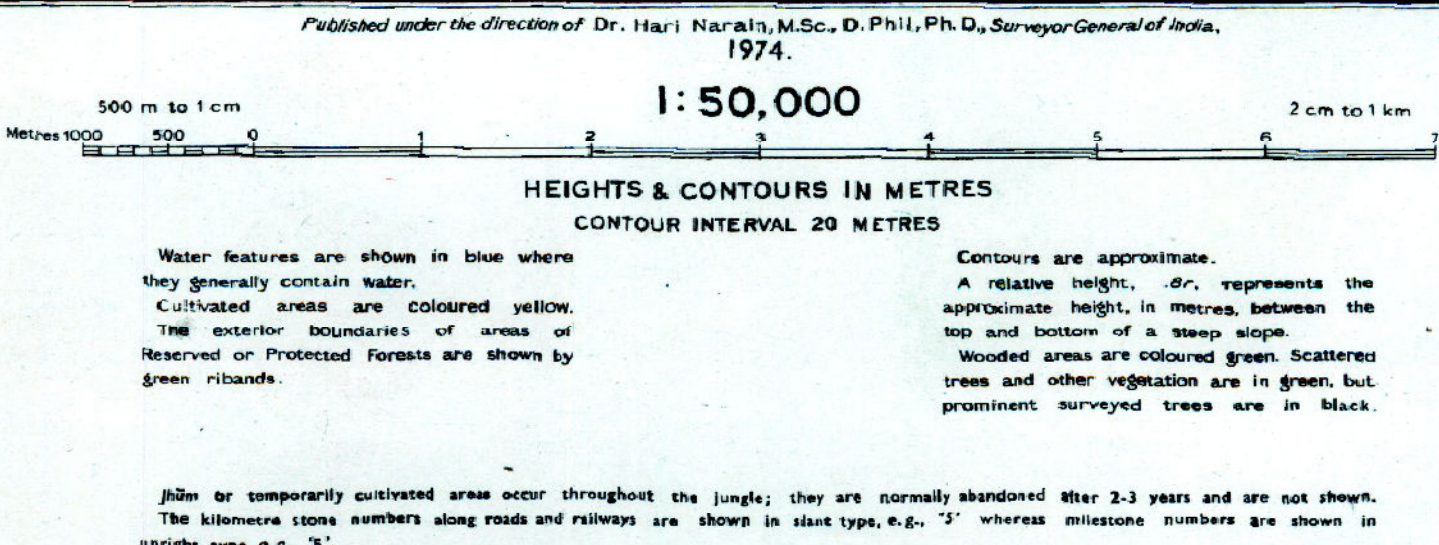 Published under the direction of Dr. Hari Narain, M.Sc., D. Phil, Ph. D., Surveyor General of India,
1974.
1:50,000
500 m to 1 cm
2 cm to 1 km
Metres 1000 500 0 1 2 3 4 5 6 7
HEIGHTS & CONTOURS IN METRES
CONTOUR INTERVAL 20 METRES
Water features are shown in blue where
they generally contain water.
Cultivated areas are coloured yellow.
The exterior boundaries of areas of
Reserved or Protected Forests are shown by
green ribands.
Contours are approximate.
A relative height, .8r. represents the
approximate height, in metres, between the
top and bottom of a steep slope.
Wooded areas are coloured green. Scattered
trees and other vegetation are in green, but
prominent surveyed trees are in black.
Jhūm or temporarily cultivated areas occur throughout the jungle; they are normally abandoned after 2-3 years and are not shown.
The kilometre stone numbers along roads and railways are shown in slant type, e.g., '5' whereas milestone numbers are shown in
upright type e.g. '5'